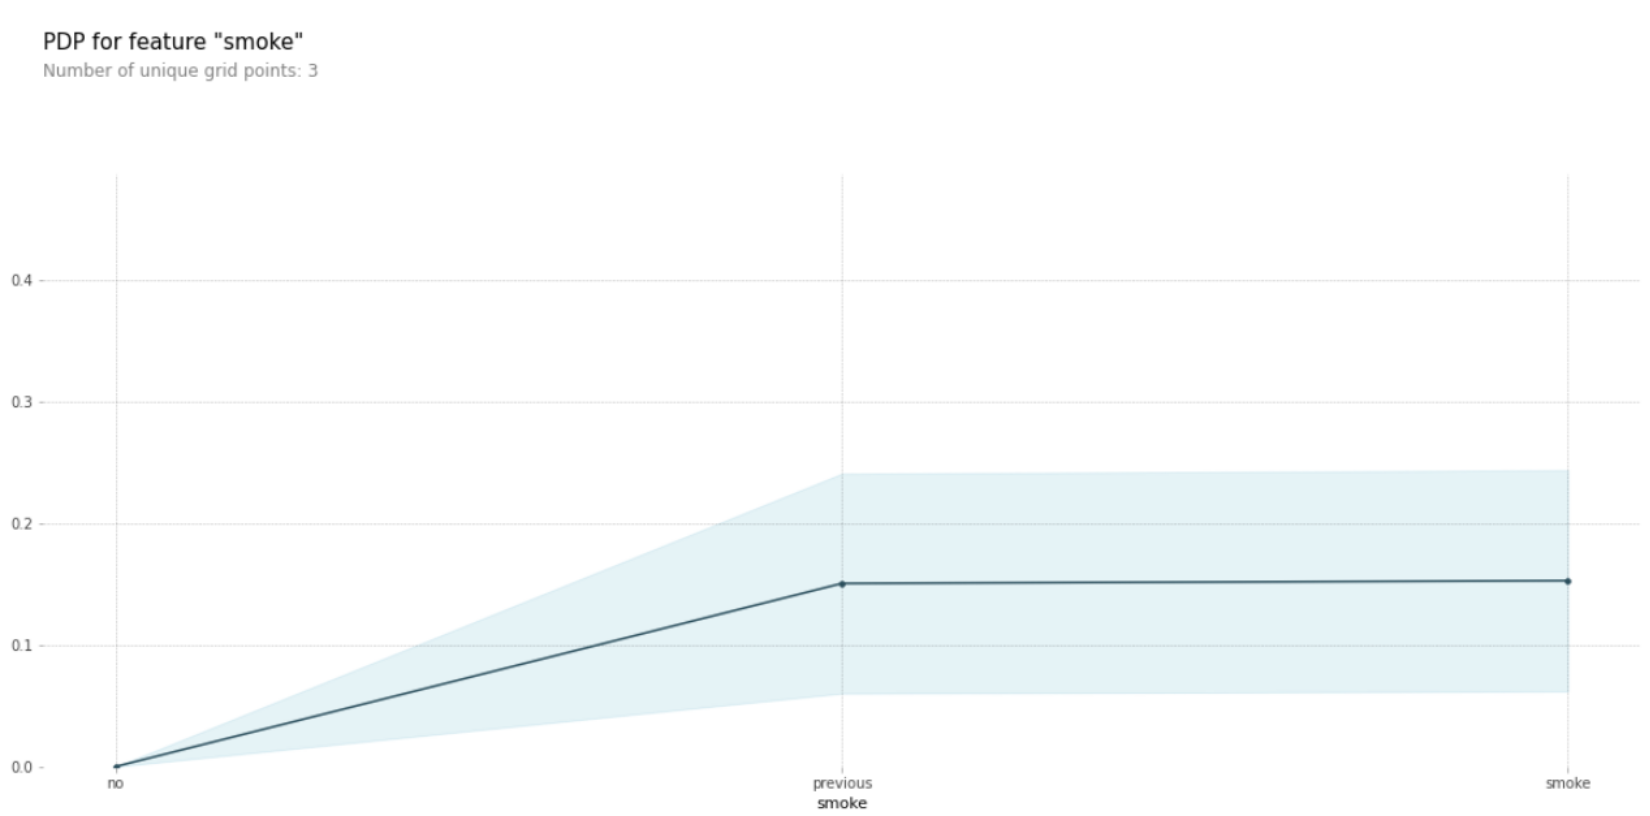 PDP for feature "smoke"
Number of unique grid points: 3
0.4
0.3
0.2
0.1
0.0
no previous smoke
smoke